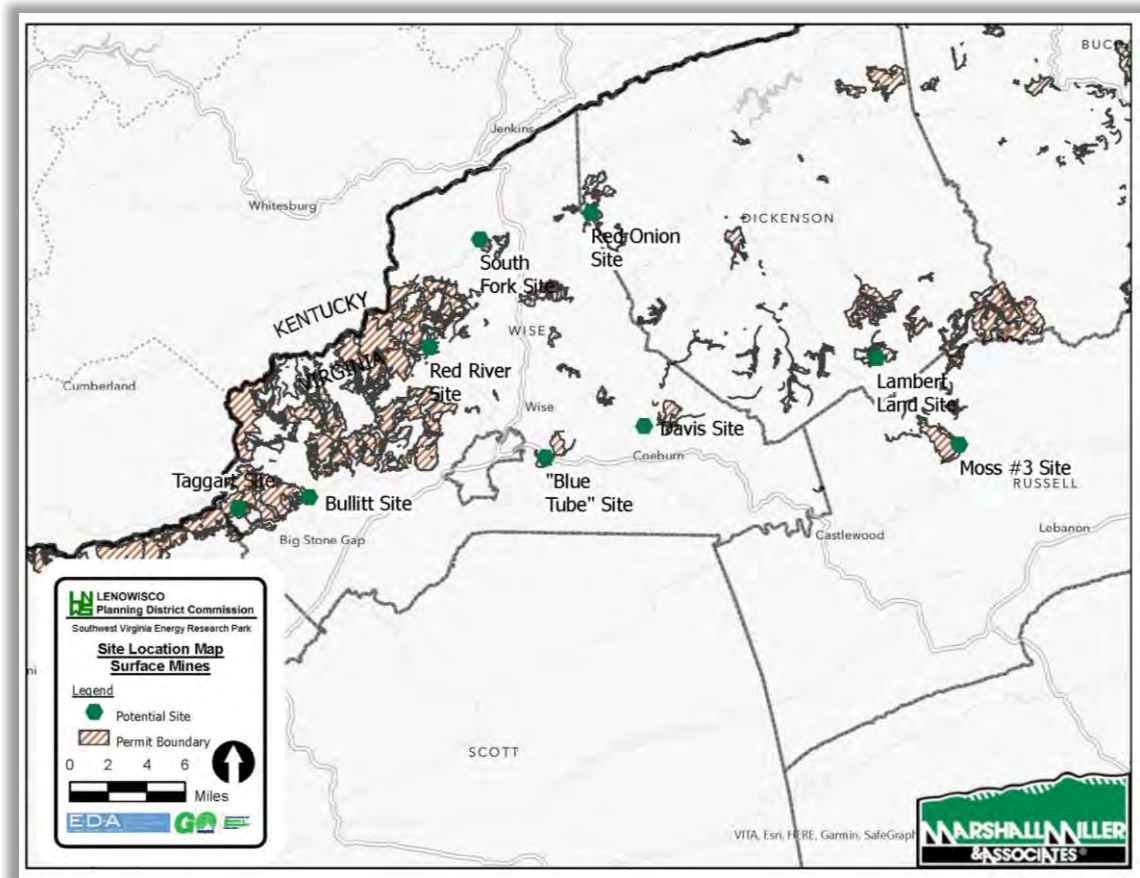 BUC
Jenkins
Whitesburg
DICKENSON
Red Onion
Site
South
Fork Site
KENTUCKY
WISE
VIRGINIA
Red River
Site
Cumberland
Lambert
Land Site
Wise
Davis Site
Coeburn
Moss #3 Site
RUSSELL
"Blue
Tube" Site
Taggart Site
Bullitt Site
Big Stone Gap
Castlewood
Lebanon
LENOWISCO
Planning District Commission
Southwest Virginia Energy Research Park
Site Location Map
Surface Mines
Legend
Potential Site
Permit Boundary
0 2 4 6
Miles
EDA
GO
ni
SCOTT
VITA, Esri, HERE, Garmin, SafeGraph
MARSHALL MILLER
& ASSOCIATES